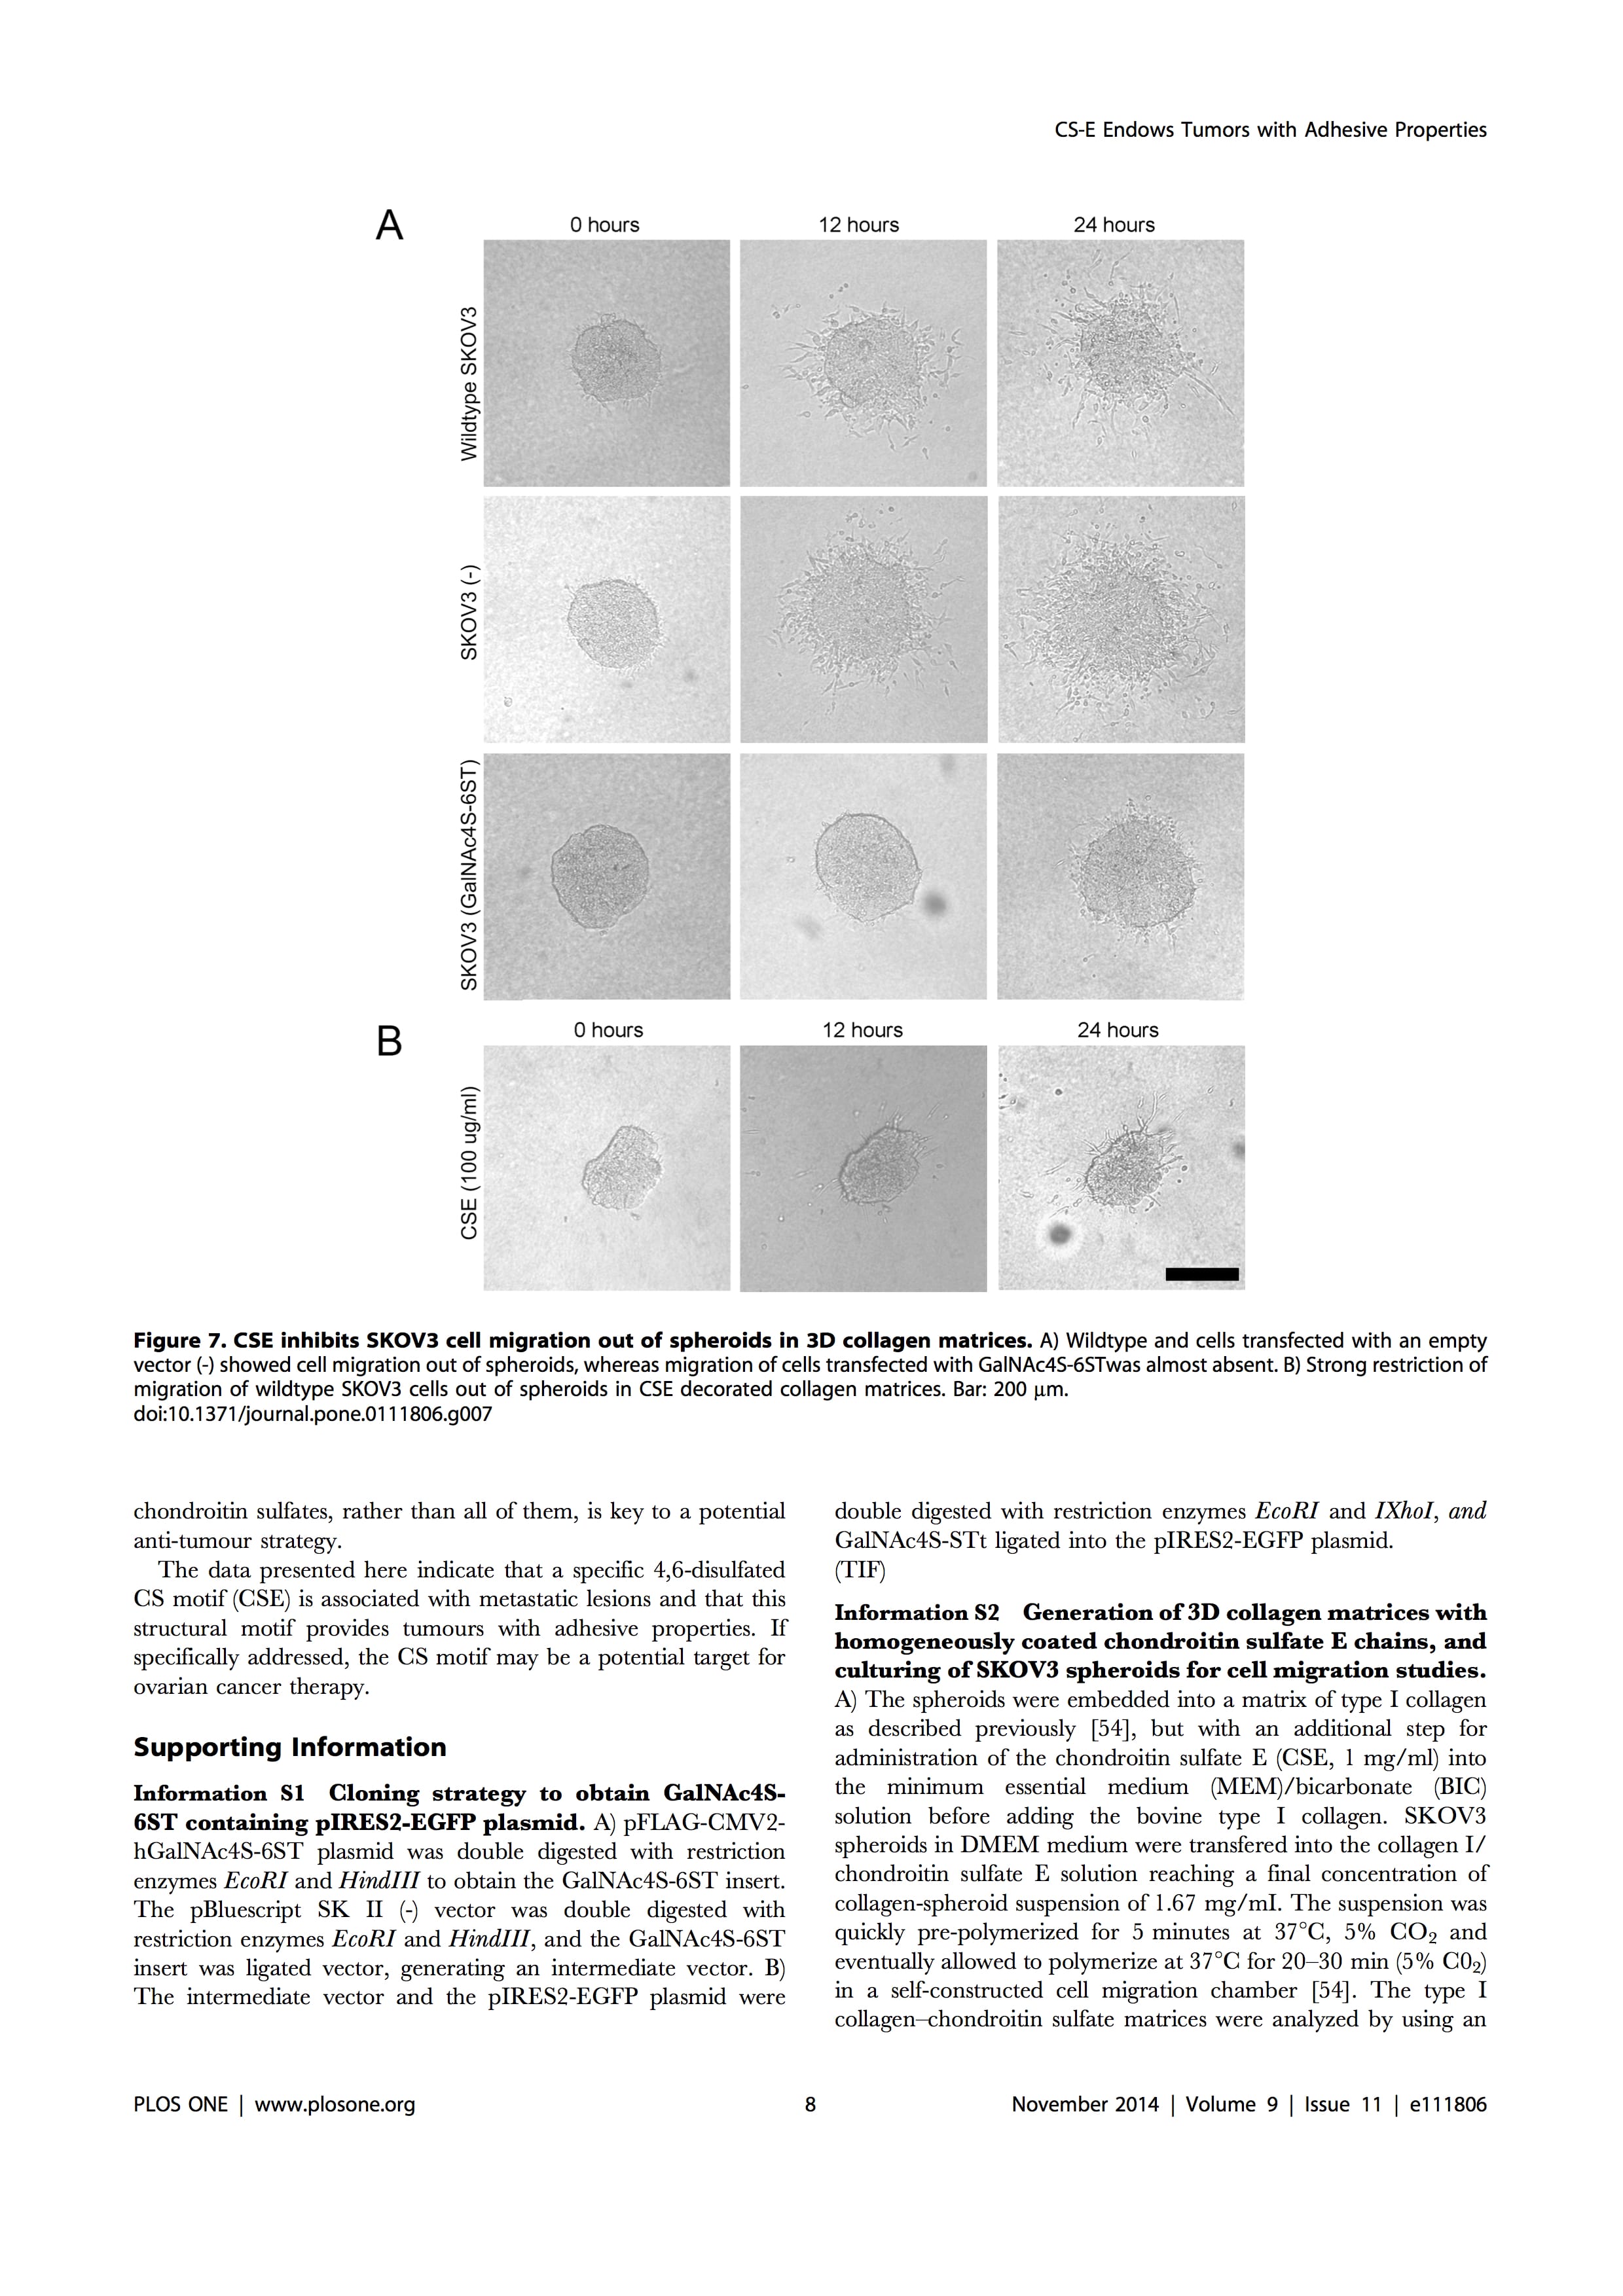 CS-E Endows Tumors with Adhesive Properties
A
0 hours
12 hours
24 hours
Wildtype SKOV3
SKOV3 (-)
SKOV3 (GalNAc4S-6ST)
B
0 hours
12 hours
24 hours
CSE (100 ug/ml)
Figure 7. CSE inhibits SKOV3 cell migration out of spheroids in 3D collagen matrices. A) Wildtype and cells transfected with an empty
vector (-) showed cell migration out of spheroids, whereas migration of cells transfected with GalNAc4S-6STwas almost absent. B) Strong restriction of
migration of wildtype SKOV3 cells out of spheroids in CSE decorated collagen matrices. Bar: 200 μm.
doi:10.1371/journal.pone.0111806.g007
chondroitin sulfates, rather than all of them, is key to a potential
anti-tumour strategy.
The data presented here indicate that a specific 4,6-disulfated
CS motif (CSE) is associated with metastatic lesions and that this
structural motif provides tumours with adhesive properties. If
specifically addressed, the CS motif may be a potential target for
ovarian cancer therapy.
Supporting Information
Information S1 Cloning strategy to obtain GalNAc4S-
6ST containing pIRES2-EGFP plasmid. A) pFLAG-CMV2-
hGalNAc4S-6ST plasmid was double digested with restriction
enzymes EcoRI and HindIII to obtain the GalNAc4S-6ST insert.
The pBluescript SK II (-) vector was double digested with
restriction enzymes EcoRI and HindIII, and the GalNAc4S-6ST
insert was ligated vector, generating an intermediate vector. B)
The intermediate vector and the pIRES2-EGFP plasmid were
double digested with restriction enzymes EcoRI and IXhoI, and
GalNAc4S-STt ligated into the pIRES2-EGFP plasmid.
(TIF)
Information S2 Generation of 3D collagen matrices with
homogeneously coated chondroitin sulfate E chains, and
culturing of SKOV3 spheroids for cell migration studies.
A) The spheroids were embedded into a matrix of type I collagen
as described previously [54], but with an additional step for
administration of the chondroitin sulfate E (CSE, 1 mg/ml) into
the minimum essential medium (MEM)/bicarbonate (BIC)
solution before adding the bovine type I collagen. SKOV3
spheroids in DMEM medium were transfered into the collagen I/
chondroitin sulfate E solution reaching a final concentration of
collagen-spheroid suspension of 1.67 mg/mI. The suspension was
quickly pre-polymerized for 5 minutes at 37°C, 5% CO₂ and
eventually allowed to polymerize at 37°C for 20–30 min (5% C0₂)
in a self-constructed cell migration chamber [54]. The type I
collagen–chondroitin sulfate matrices were analyzed by using an
PLOS ONE | www.plosone.org
8
November 2014 | Volume 9 | Issue 11 | e111806